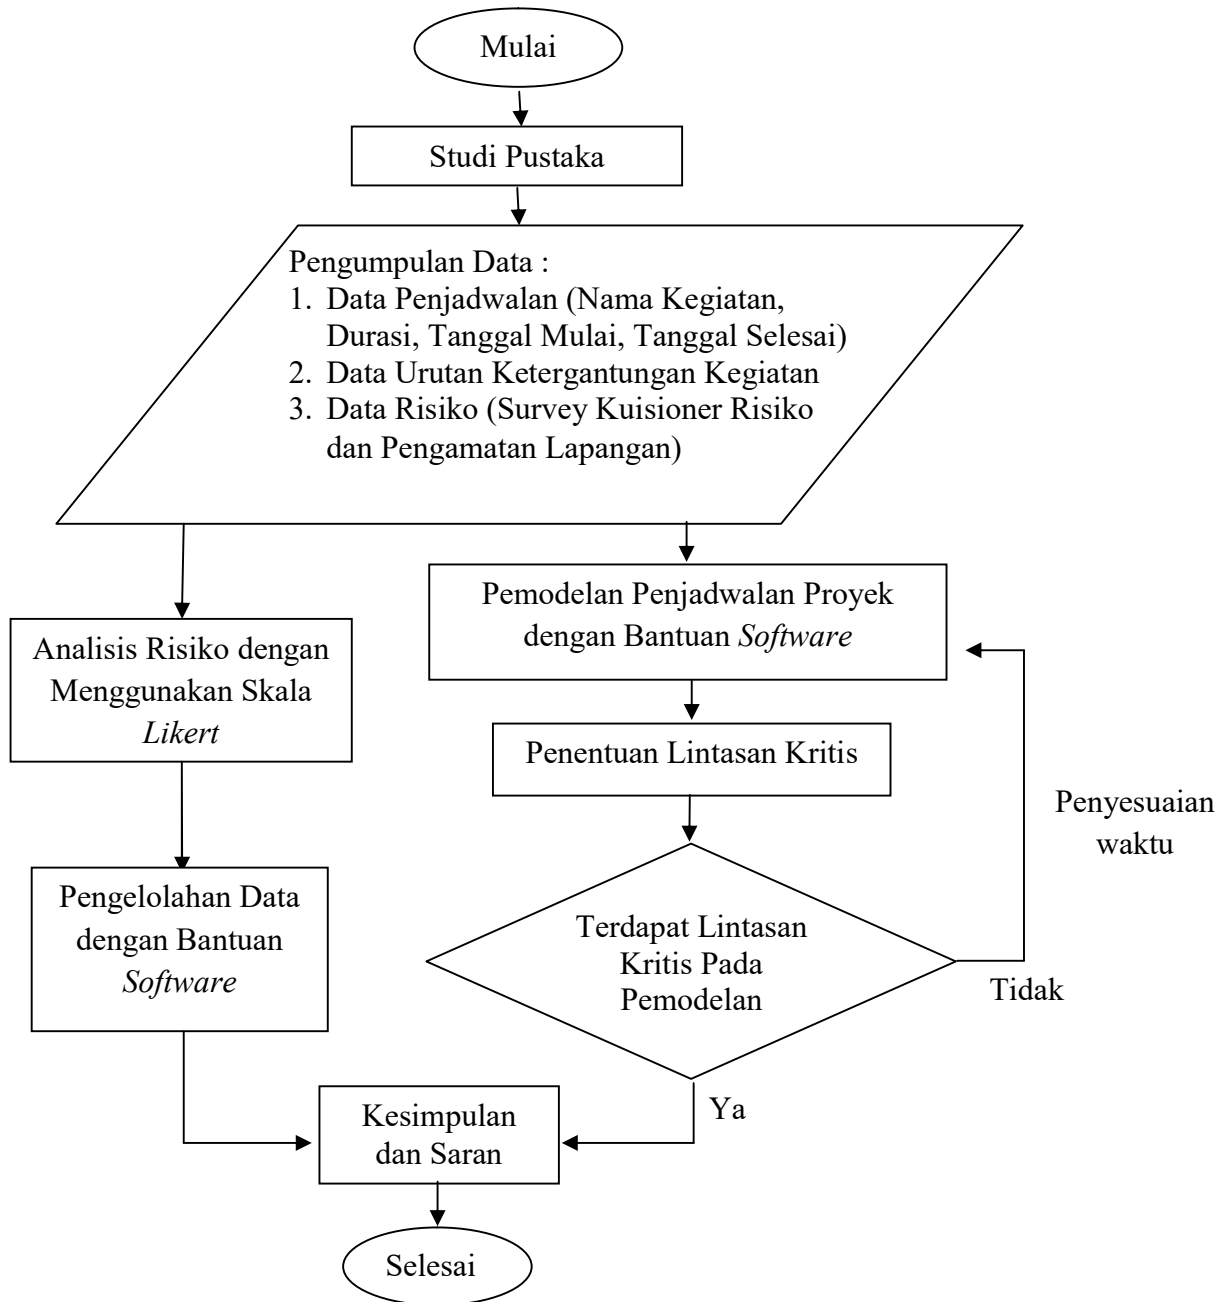 Mulai
Studi Pustaka
Pengumpulan Data :
1. Data Penjadwalan (Nama Kegiatan,
Durasi, Tanggal Mulai, Tanggal Selesai)
2. Data Urutan Ketergantungan Kegiatan
3. Data Risiko (Survey Kuisioner Risiko
dan Pengamatan Lapangan)
Analisis Risiko dengan
Menggunakan Skala
Likert
Pengelolahan Data
dengan Bantuan
Software
Pemodelan Penjadwalan Proyek
dengan Bantuan Software
Penentuan Lintasan Kritis
Terdapat Lintasan
Kritis Pada
Pemodelan
Penyesuaian
waktu
Tidak
Ya
Kesimpulan
dan Saran
Selesai